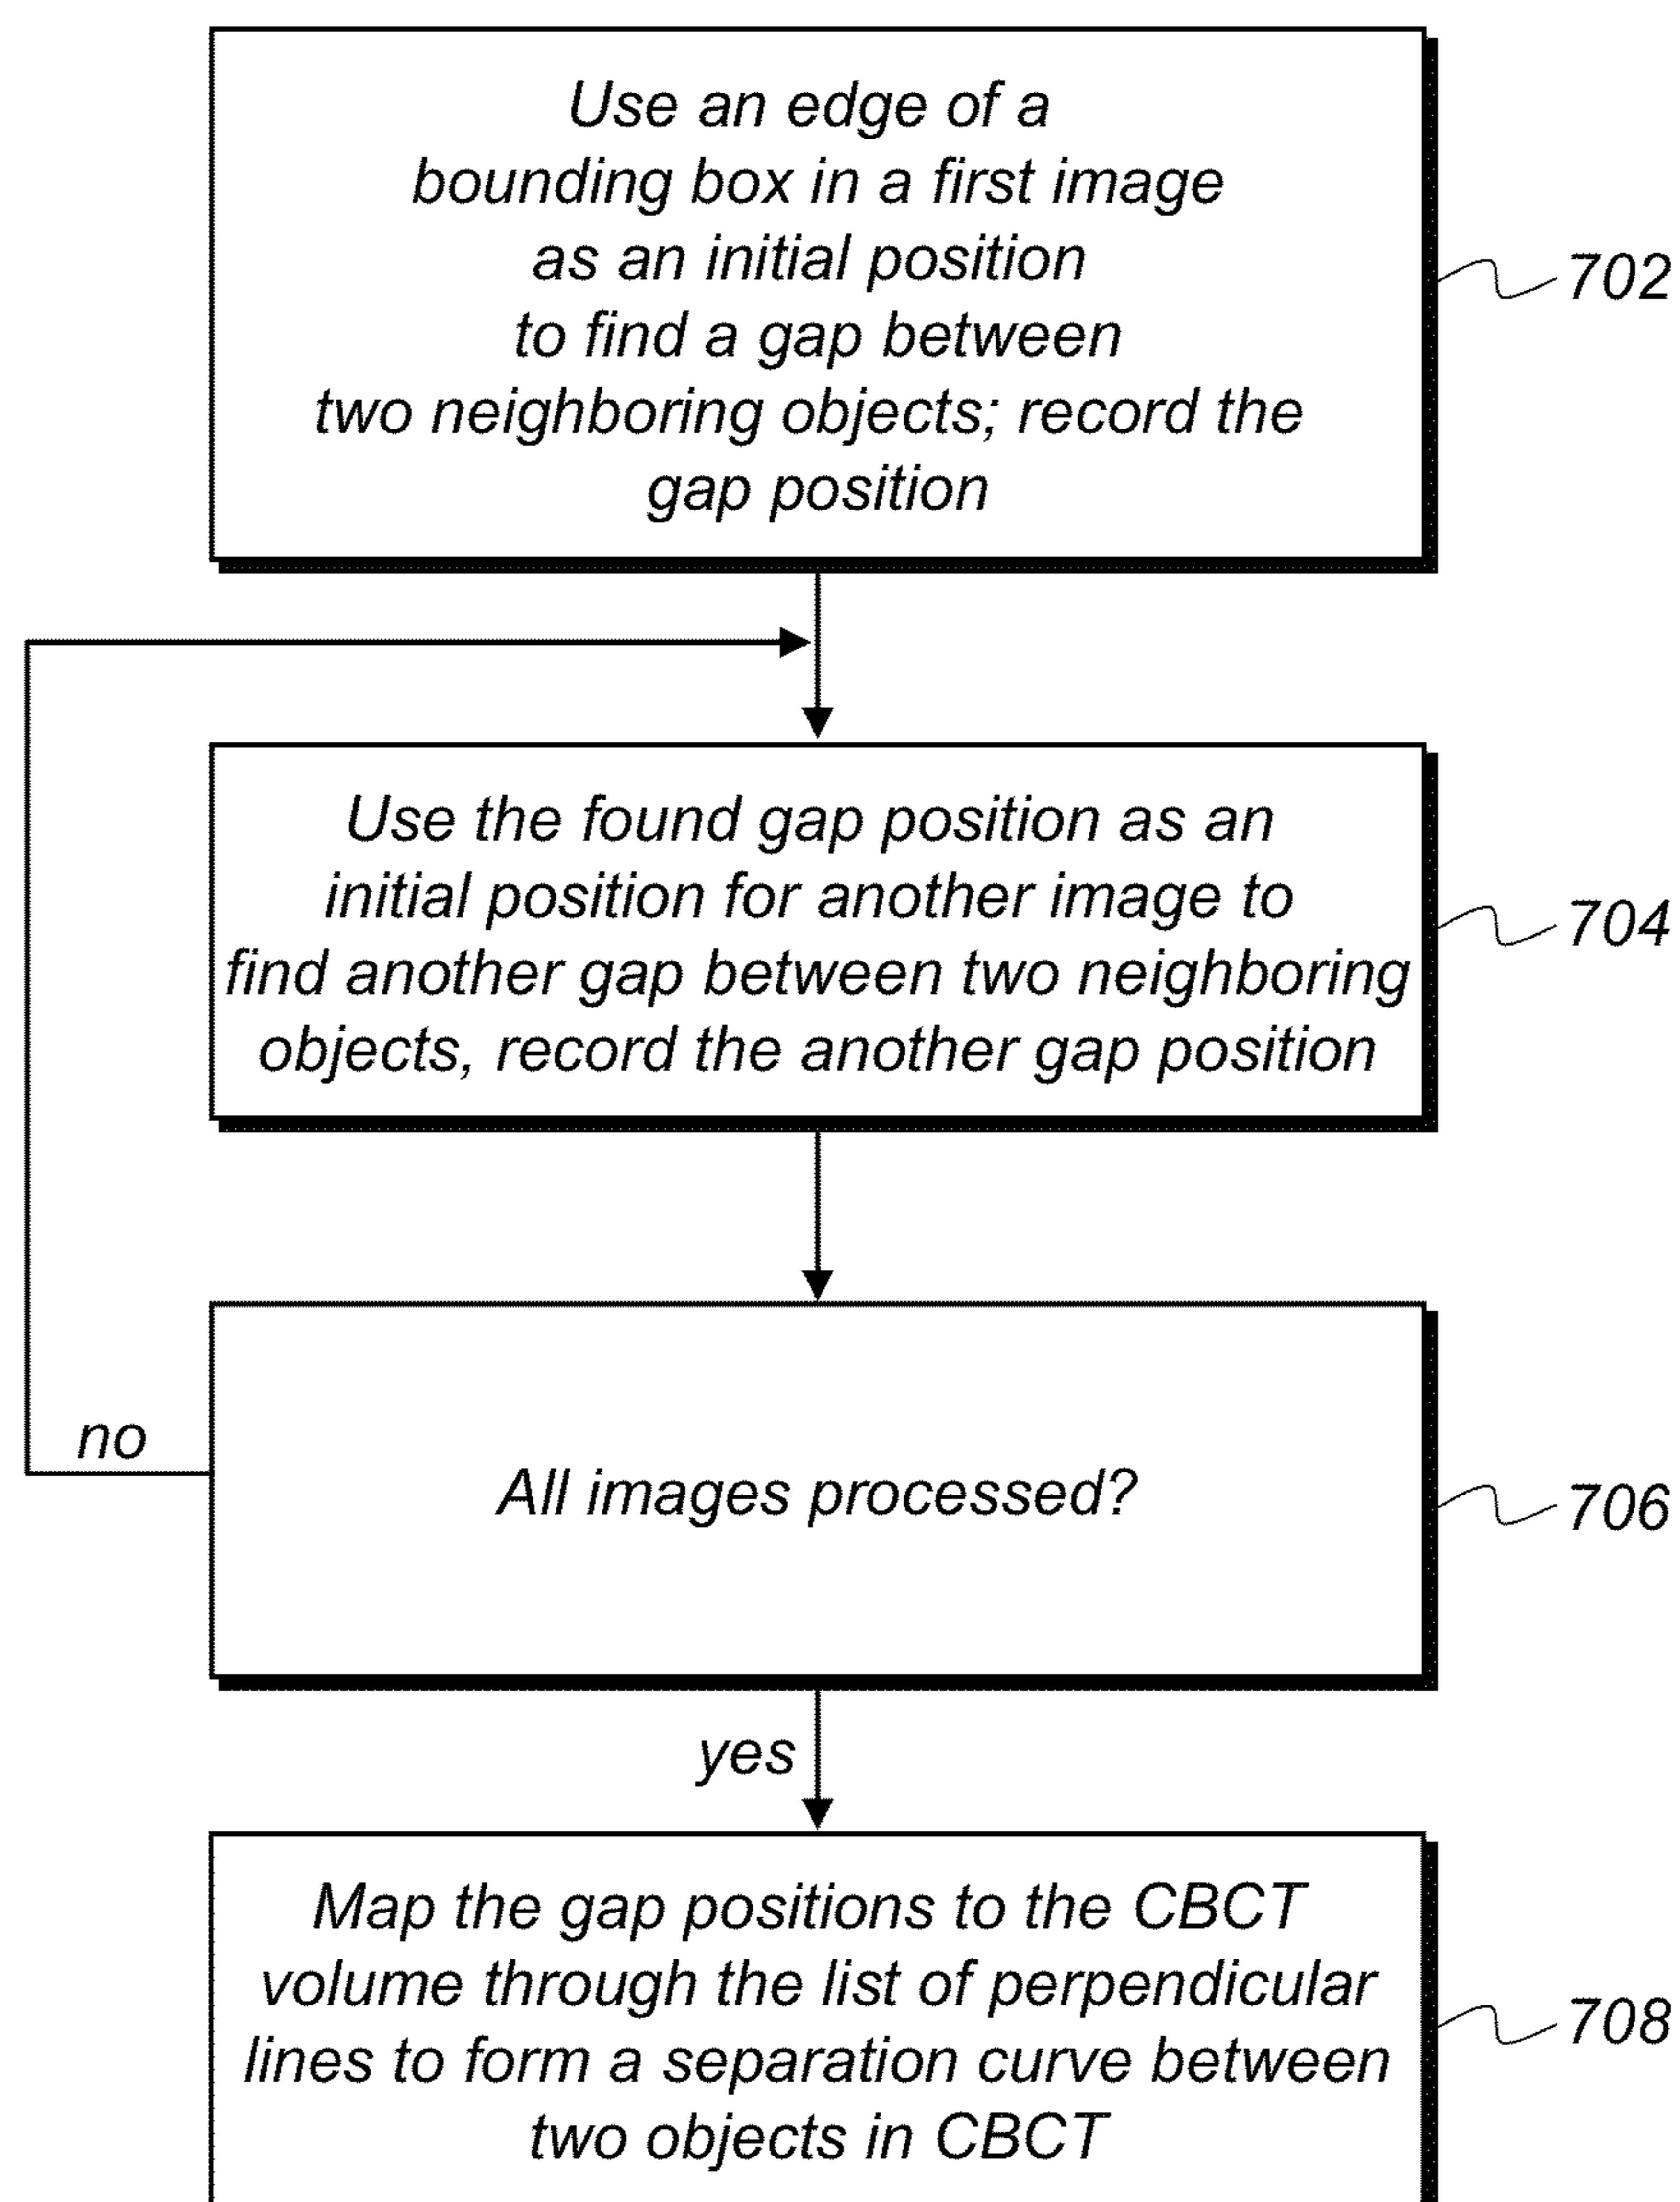 Use an edge of a
bounding box in a first image
as an initial position
to find a gap between
two neighboring objects; record the
gap position
702
Use the found gap position as an
initial position for another image to
find another gap between two neighboring
objects, record the another gap position
704
no
All images processed?
706
yes
Map the gap positions to the CBCT
volume through the list of perpendicular
lines to form a separation curve between
two objects in CBCT
708